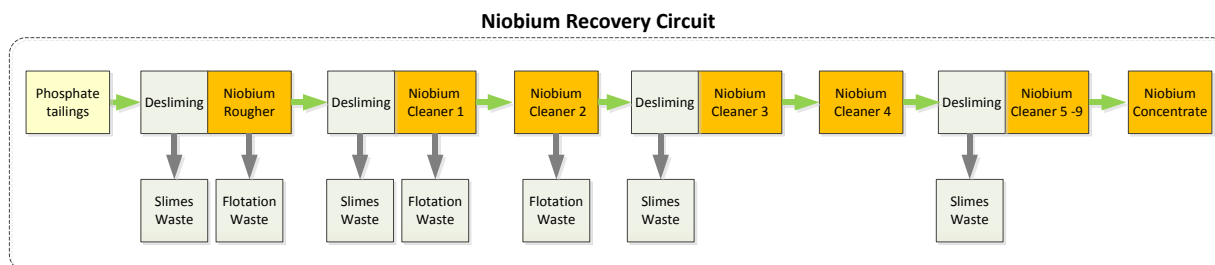 Niobium Recovery Circuit
Phosphate
tailings
Desliming
Niobium
Rougher
Desliming
Niobium
Cleaner 1
Niobium
Cleaner 2
Desliming
Niobium
Cleaner 3
Niobium
Cleaner 4
Desliming
Niobium
Cleaner 5 -9
Niobium
Concentrate
Slimes
Waste
Flotation
Waste
Slimes
Waste
Flotation
Waste
Flotation
Waste
Slimes
Waste
Slimes
Waste